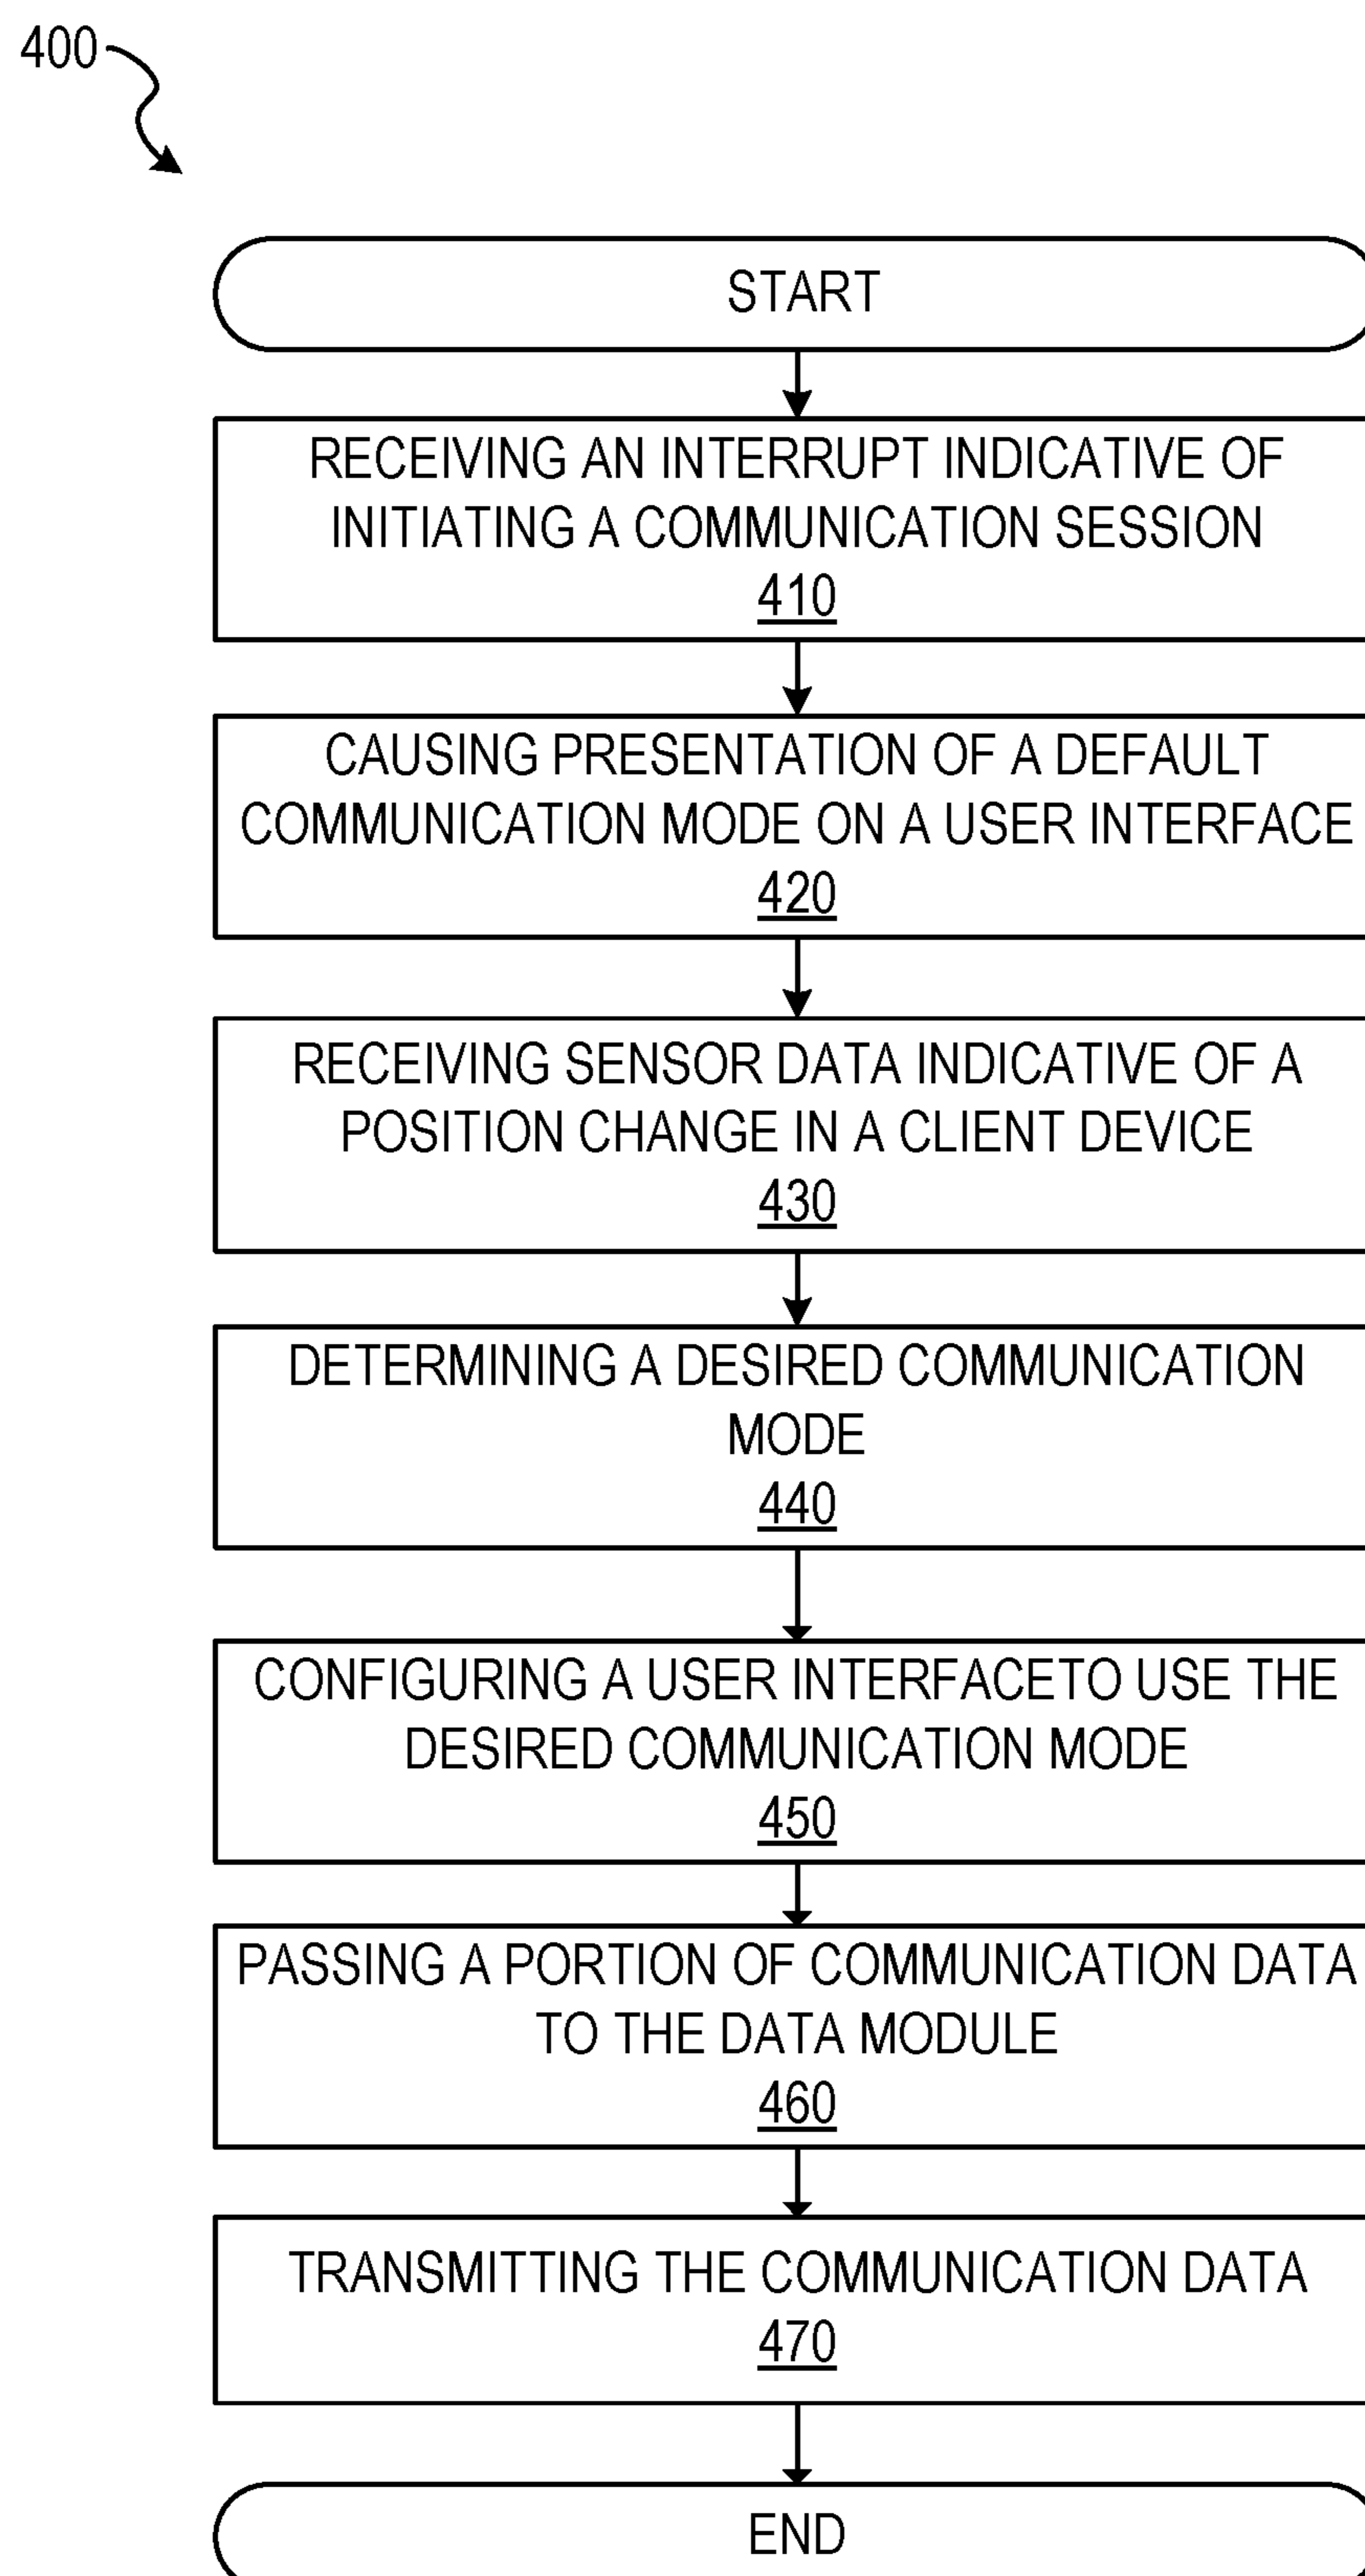 400
START
RECEIVING AN INTERRUPT INDICATIVE OF
INITIATING A COMMUNICATION SESSION
410
CAUSING PRESENTATION OF A DEFAULT
COMMUNICATION MODE ON A USER INTERFACE
420
RECEIVING SENSOR DATA INDICATIVE OF A
POSITION CHANGE IN A CLIENT DEVICE
430
DETERMINING A DESIRED COMMUNICATION
MODE
440
CONFIGURING A USER INTERFACETO USE THE
DESIRED COMMUNICATION MODE
450
PASSING A PORTION OF COMMUNICATION DATA
TO THE DATA MODULE
460
TRANSMITTING THE COMMUNICATION DATA
470
END